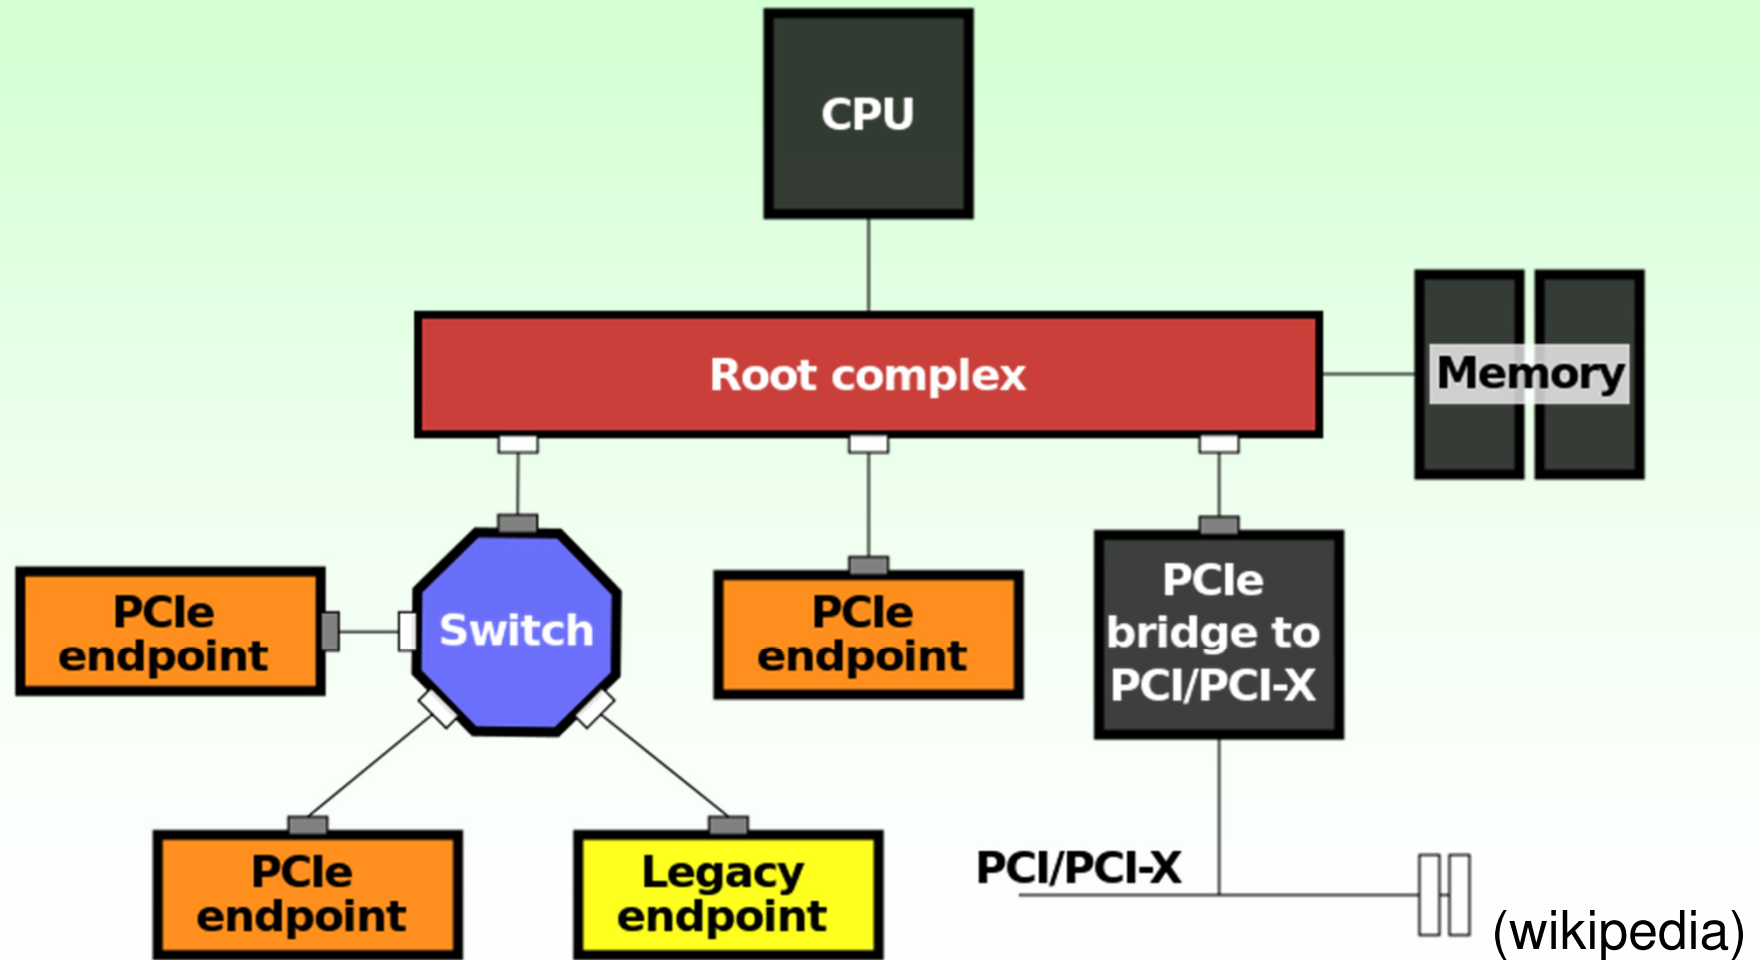 CPU
Root complex
Memory
PCIe
endpoint
Switch
PCIe
endpoint
PCIe
bridge to
PCI/PCI-X
PCIe
endpoint
Legacy
endpoint
PCI/PCI-X
(wikipedia)